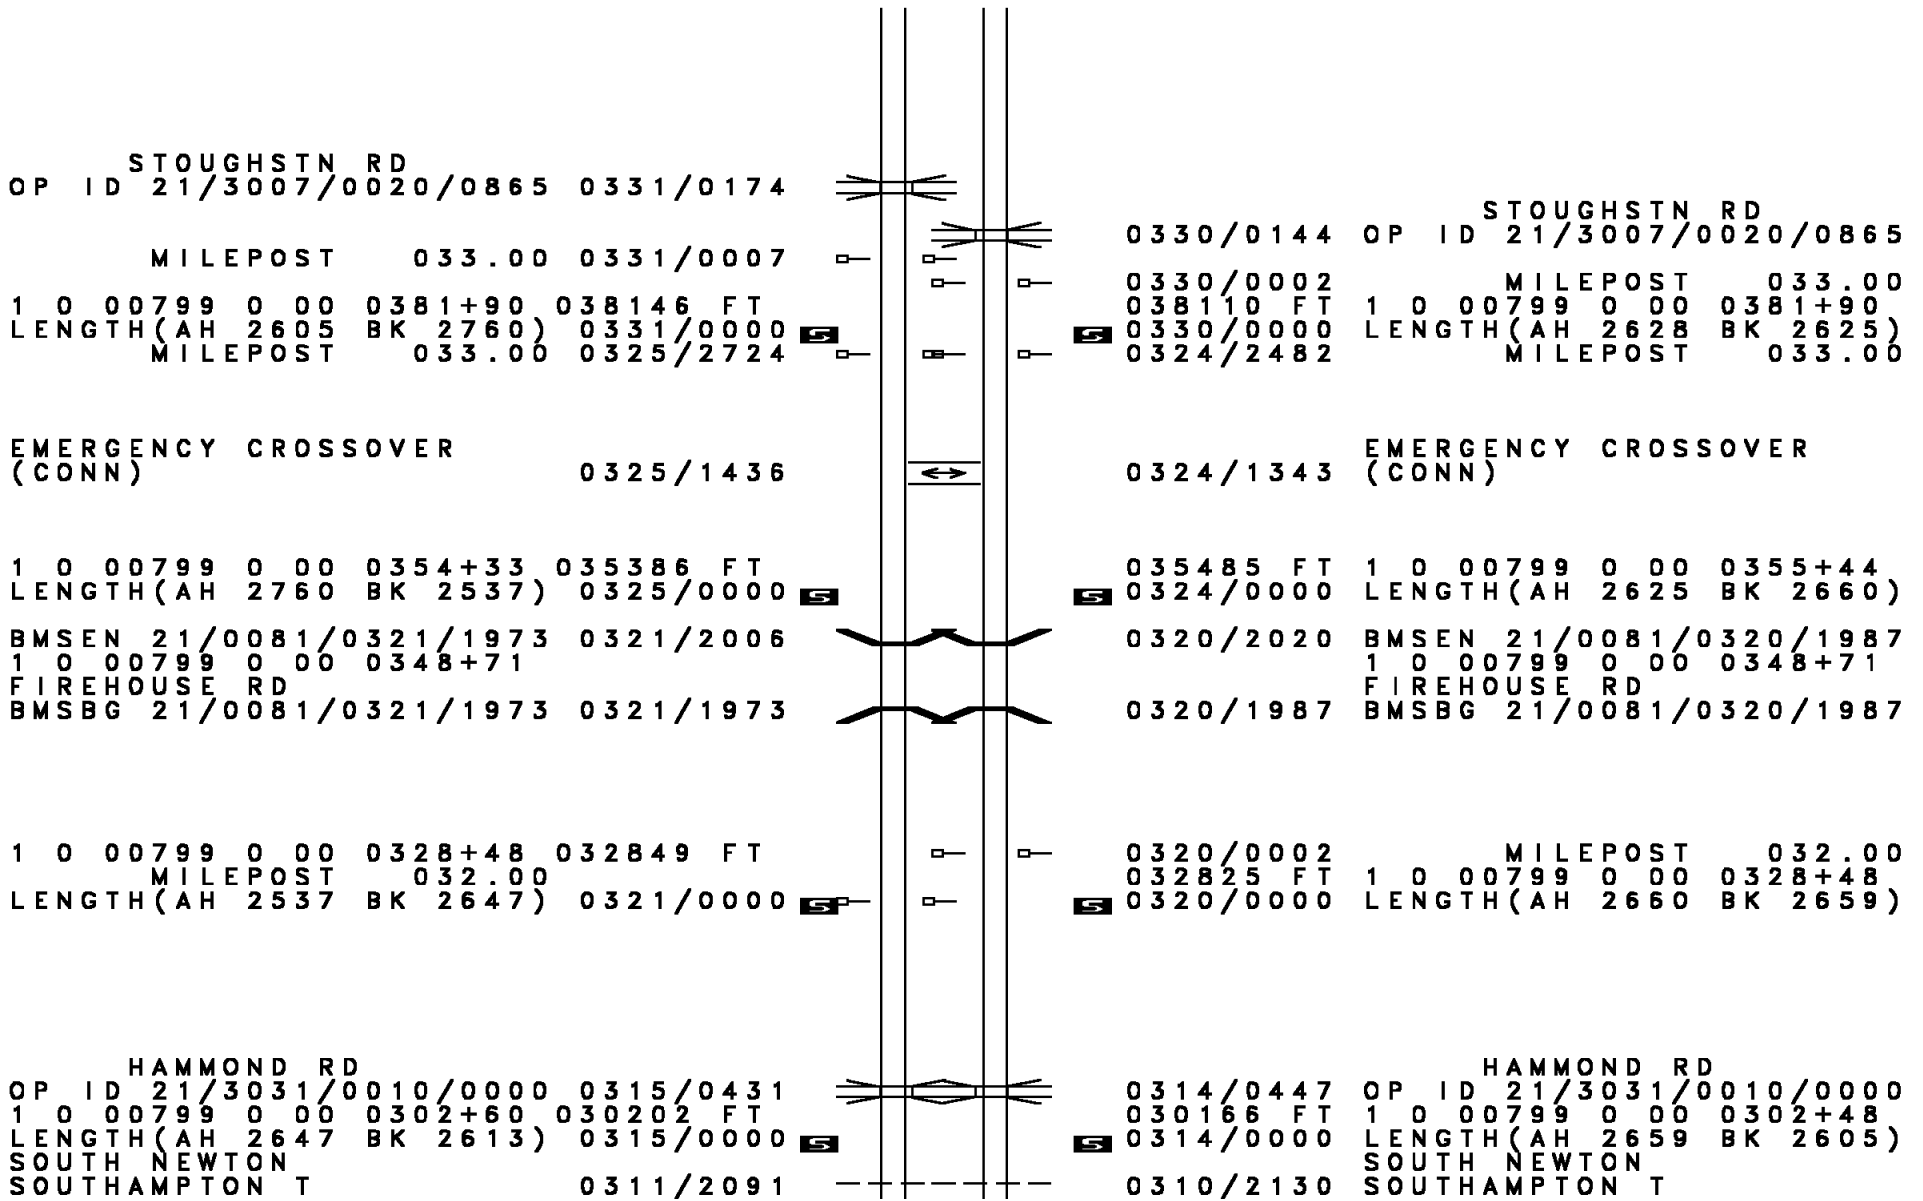 STOUGHSTN RD
OP ID 21/3007/0020/0865 0331/0174
STOUGHSTN RD
0330/0144 OP ID 21/3007/0020/0865
MILEPOST 033.00 0331/0007
0330/0002 MILEPOST 033.00
1 0 00799 0 00 0381+90 038146 FT 038110 FT 1 0 00799 0 00 0381+90
LENGTH(AH 2605 BK 2760) 0331/0000 S S 0330/0000 LENGTH(AH 2628 BK 2625)
MILEPOST 033.00 0325/2724 0324/2482 MILEPOST 033.00
EMERGENCY CROSSOVER EMERGENCY CROSSOVER
(CONN) 0325/1436 0324/1343 (CONN)
1 0 00799 0 00 0354+33 035386 FT 035485 FT 1 0 00799 0 00 0355+44
LENGTH(AH 2760 BK 2537) 0325/0000 S S 0324/0000 LENGTH(AH 2625 BK 2660)
BMSEN 21/0081/0321/1973 0321/2006 0320/2020 BMSEN 21/0081/0320/1987
1 0 00799 0 00 0348+71 1 0 00799 0 00 0348+71
FIREHOUSE RD FIREHOUSE RD
BMSBG 21/0081/0321/1973 0321/1973 0320/1987 BMSBG 21/0081/0320/1987
1 0 00799 0 00 0328+48 032849 FT 0320/0002 MILEPOST 032.00
MILEPOST 032.00 032825 FT 1 0 00799 0 00 0328+48
LENGTH(AH 2537 BK 2647) 0321/0000 S S 0320/0000 LENGTH(AH 2660 BK 2659)
HAMMOND RD HAMMOND RD
OP ID 21/3031/0010/0000 0315/0431 0314/0447 OP ID 21/3031/0010/0000
1 0 00799 0 00 0302+60 030202 FT 030166 FT 1 0 00799 0 00 0302+48
LENGTH(AH 2647 BK 2613) 0315/0000 S S 0314/0000 LENGTH(AH 2659 BK 2605)
SOUTH NEWTON SOUTH NEWTON
SOUTHAMPTON T 0311/2091 0310/2130 SOUTHAMPTON T